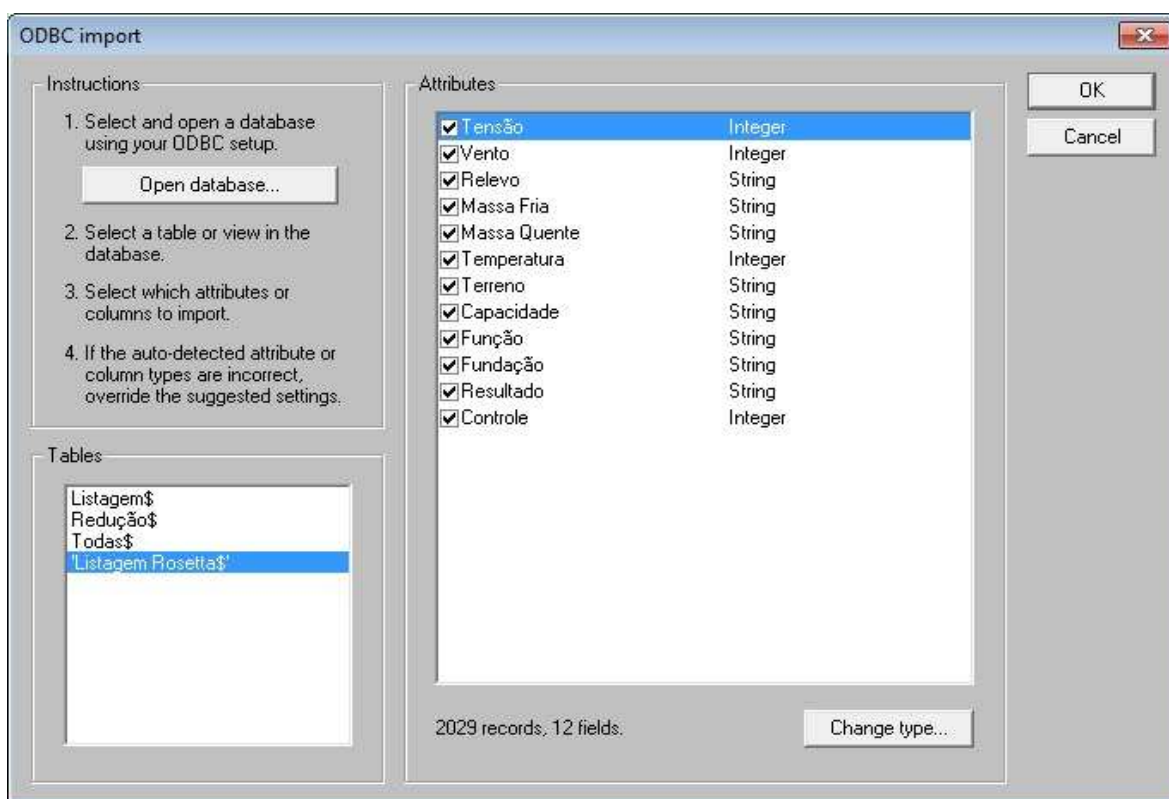 ODBC import
Instructions
1. Select and open a database
using your ODBC setup.
Open database...
2. Select a table or view in the
database.
3. Select which attributes or
columns to import.
4. If the auto-detected attribute or
column types are incorrect,
override the suggested settings.
Tables
Listagem$
Redução$
Todas$
'Listagem Rosetta$'
Attributes
Tensão Integer
Vento Integer
Relevo String
Massa Fria String
Massa Quente String
Temperatura Integer
Terreno String
Capacidade String
Função String
Fundação String
Resultado String
Controle Integer
2029 records, 12 fields.
Change type...
OK
Cancel